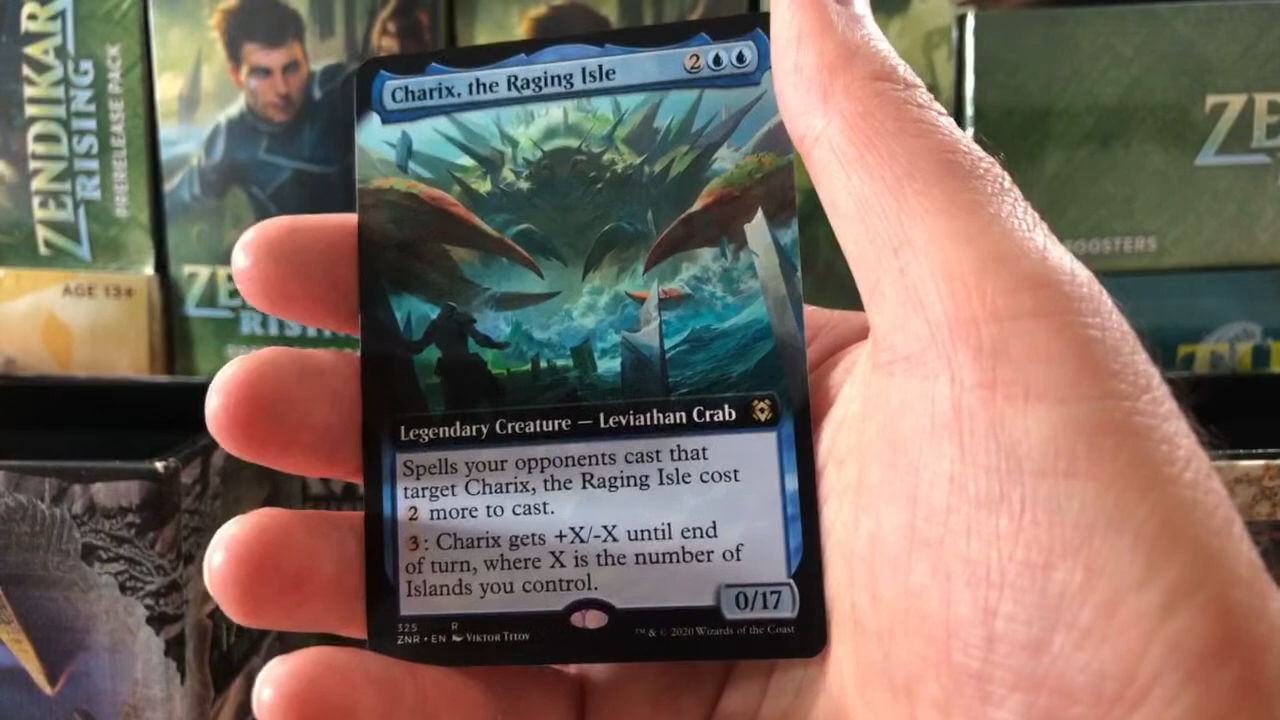 ZENDIKAR
RISING
PRERELEASE PACK
AGE 13+
RISING
BOOSTERS
Charix, the Raging Isle
2
Legendary Creature — Leviathan Crab
Spells your opponents cast that
target Charix, the Raging Isle cost
2 more to cast.
3: Charix gets +X/-X until end
of turn, where X is the number of
Islands you control.
0/17
325 R
ZNR • EN VIKTOR TITOV
™ & © 2020 Wizards of the Coast